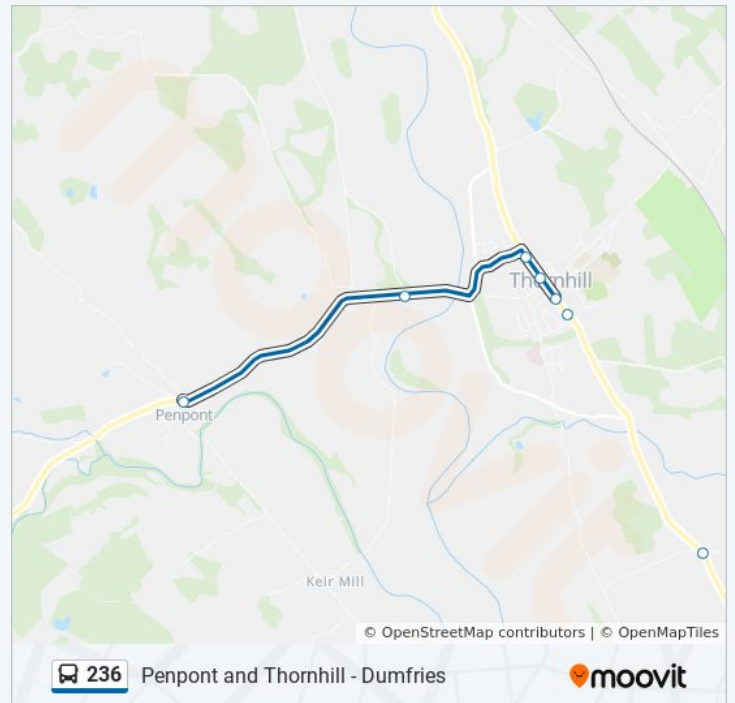 Thornhill
Penpont
Keir Mill
© OpenStreetMap contributors | © OpenMapTiles
236 Penpont and Thornhill - Dumfries
moovit